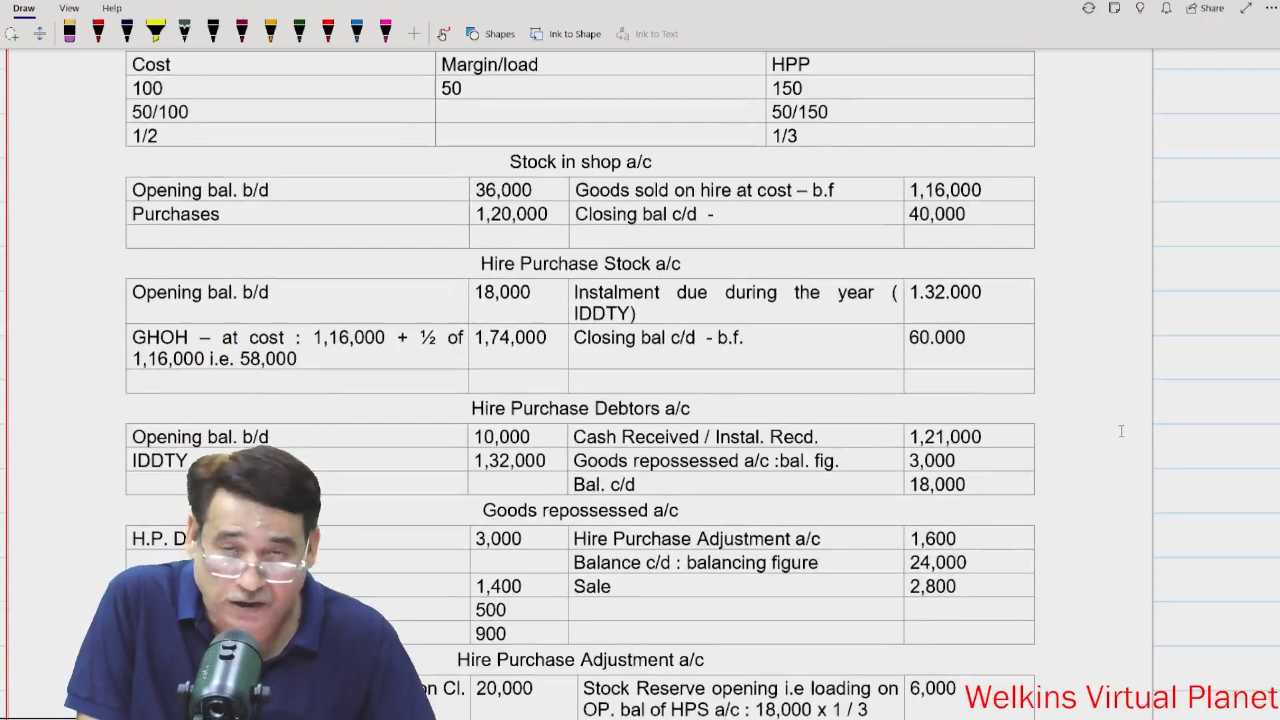 Draw View Help
Share
Shapes Ink to Shape Ink to Text
Cost Margin/load HPP
100 50 150
50/100 50/150
1/2 1/3
Stock in shop a/c
Opening bal. b/d 36,000 Goods sold on hire at cost – b.f 1,16,000
Purchases 1,20,000 Closing bal c/d - 40,000
Hire Purchase Stock a/c
Opening bal. b/d 18,000 Instalment due during the year ( 1.32.000
IDDTY)
GHOH – at cost : 1,16,000 + ½ of 1,74,000 Closing bal c/d - b.f. 60.000
1,16,000 i.e. 58,000
Hire Purchase Debtors a/c
Opening bal. b/d 10,000 Cash Received / Instal. Recd. 1,21,000
IDDTY 1,32,000 Goods repossessed a/c :bal. fig. 3,000
Bal. c/d 18,000
Goods repossessed a/c
H.P. D 3,000 Hire Purchase Adjustment a/c 1,600
Balance c/d : balancing figure 24,000
1,400 Sale 2,800
500
900
Hire Purchase Adjustment a/c
on Cl. 20,000 Stock Reserve opening i.e loading on 6,000
OP. bal of HPS a/c : 18,000 x 1 / 3
Welkins Virtual Planet